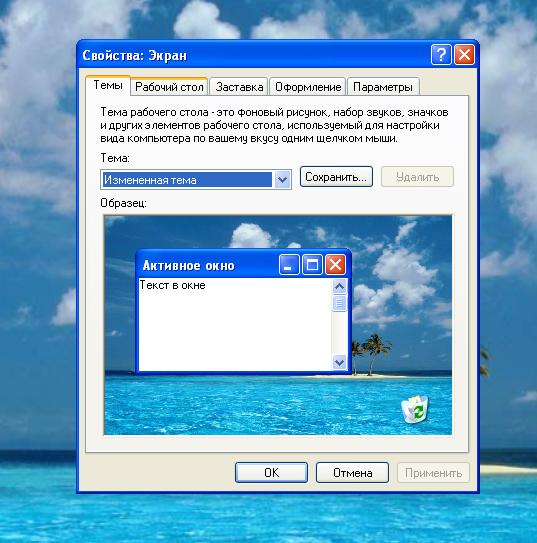 Свойства: Экран
Темы
Рабочий стол
Заставка
Оформление
Параметры
Тема рабочего стола - это фоновый рисунок, набор звуков, значков
и других элементов рабочего стола, используемый для настройки
вида компьютера по вашему вкусу одним щелчком мыши.
Тема:
Измененная тема
Сохранить...
Удалить
Образец:
Активное окно
Текст в окне
ОК
Отмена
Применить